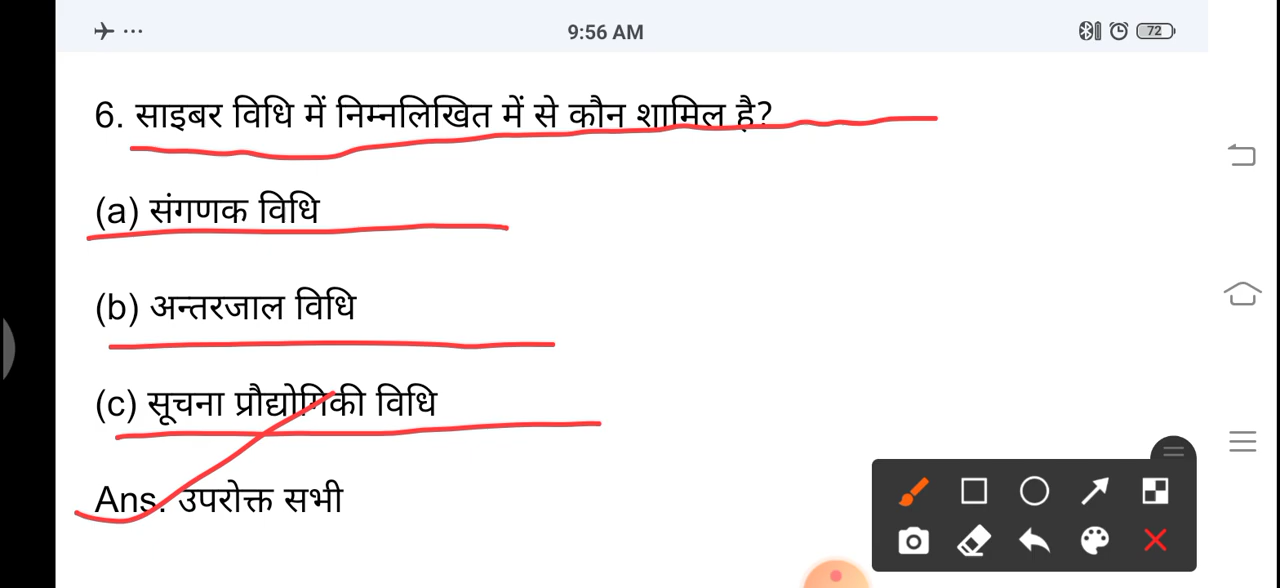 9:56 AM
72
6. साइबर विधि में निम्नलिखित में से कौन शामिल है?
(a) संगणक विधि
(b) अन्तरजाल विधि
(c) सूचना प्रौद्योगिकी विधि
Ans. उपरोक्त सभी